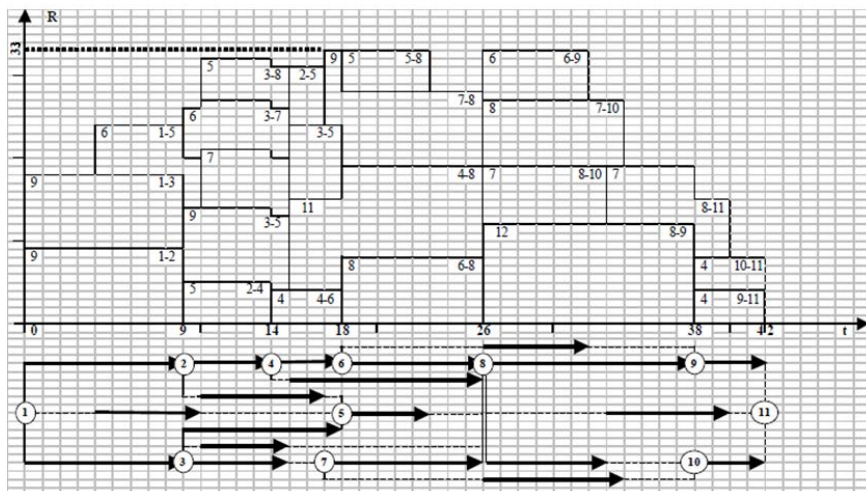 R
33
9 5 5-8 6 6-9
5 3-8 2-5
7-8
6 3-7 8 7-10
6 1-5 3-5
7
9 1-3 4-8 7 8-10 7
9 3-5 11 8-11
12 8-9
9 1-2 8 6-8 4 10-11
5 2-4 4 4-6 4 9-11
0 9 14 18 26 38 42 t
2 4 6 8 9
1 5 11
3 7 10